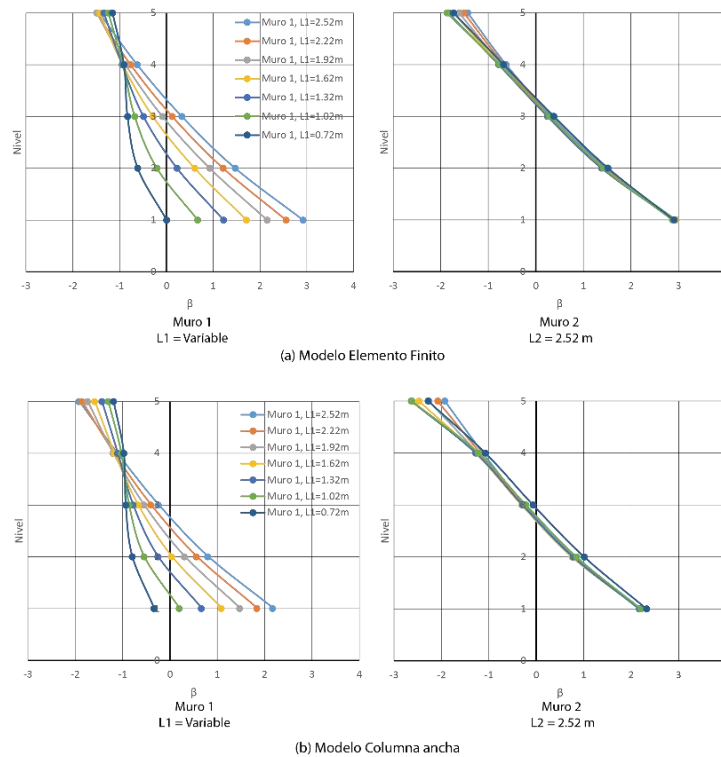 5
4
3
2
1
0
Nivel
-3 -2 -1 0 1 2 3 4
β
Muro 1, L1=2.52m
Muro 1, L1=2.22m
Muro 1, L1=1.92m
Muro 1, L1=1.62m
Muro 1, L1=1.32m
Muro 1, L1=1.02m
Muro 1, L1=0.72m
Muro 1
L1 = Variable
5
4
3
2
1
0
Nivel
-3 -2 -1 0 1 2 3
β
Muro 2
L2 = 2.52 m
(a) Modelo Elemento Finito
5
4
3
2
1
0
Nivel
-3 -2 -1 0 1 2 3 4
β
Muro 1, L1=2.52m
Muro 1, L1=2.22m
Muro 1, L1=1.92m
Muro 1, L1=1.62m
Muro 1, L1=1.32m
Muro 1, L1=1.02m
Muro 1, L1=0.72m
Muro 1
L1 = Variable
5
4
3
2
1
0
Nivel
-3 -2 -1 0 1 2 3
β
Muro 2
L2 = 2.52 m
(b) Modelo Columna ancha